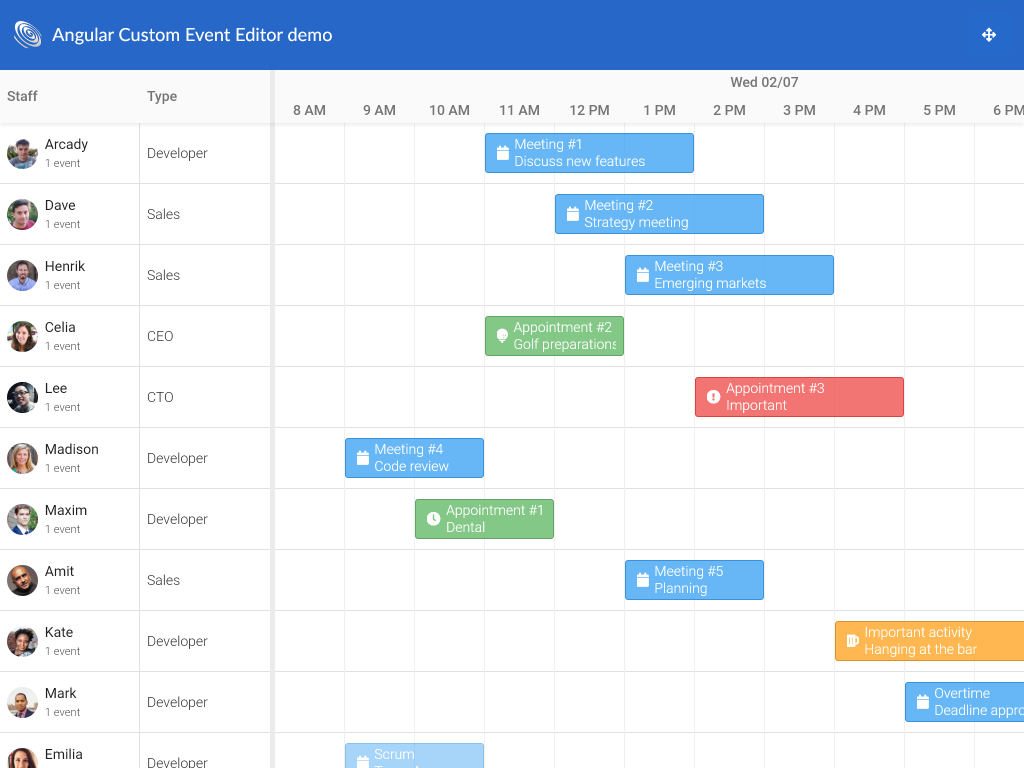 Angular Custom Event Editor demo
Staff
Type
Wed 02/07
8 AM
9 AM
10 AM
11 AM
12 PM
1 PM
2 PM
3 PM
4 PM
5 PM
6 PM
Arcady
1 event
Developer
Meeting #1
Discuss new features
Dave
1 event
Sales
Meeting #2
Strategy meeting
Henrik
1 event
Sales
Meeting #3
Emerging markets
Celia
1 event
CEO
Appointment #2
Golf preparations
Lee
1 event
CTO
Appointment #3
Important
Madison
1 event
Developer
Meeting #4
Code review
Maxim
1 event
Developer
Appointment #1
Dental
Amit
1 event
Sales
Meeting #5
Planning
Kate
1 event
Developer
Important activity
Hanging at the bar
Mark
1 event
Developer
Overtime
Deadline appro
Emilia
Developer
Scrum